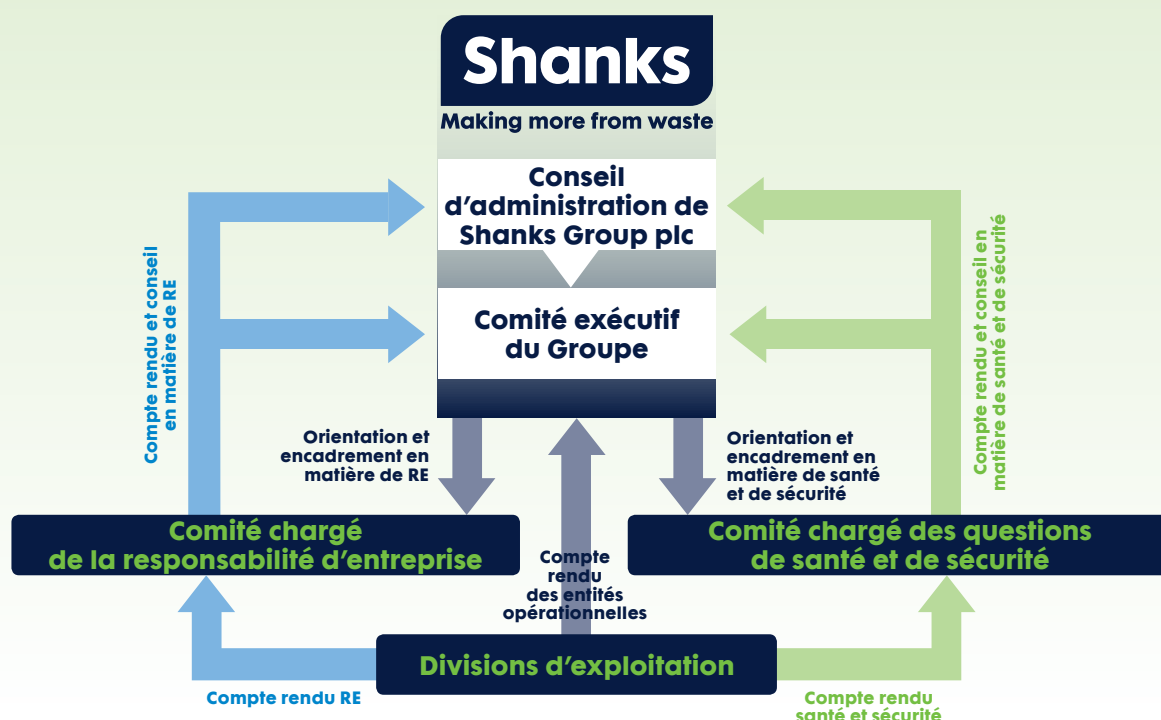 Shanks
Making more from waste
Conseil
d'administration de
Shanks Group plc
Comité exécutif
du Groupe
Compte rendu et conseil
en matière de RE
Compte rendu et conseil en
matière de santé et de sécurité
Orientation et
encadrement en
matière de RE
Orientation et
encadrement en
matière de santé
et de sécurité
Comité chargé
de la responsabilité d’entreprise
Comité chargé des questions
de santé et de sécurité
Compte
rendu
des entités
opérationnelles
Divisions d’exploitation
Compte rendu RE
Compte rendu
santé et sécurité